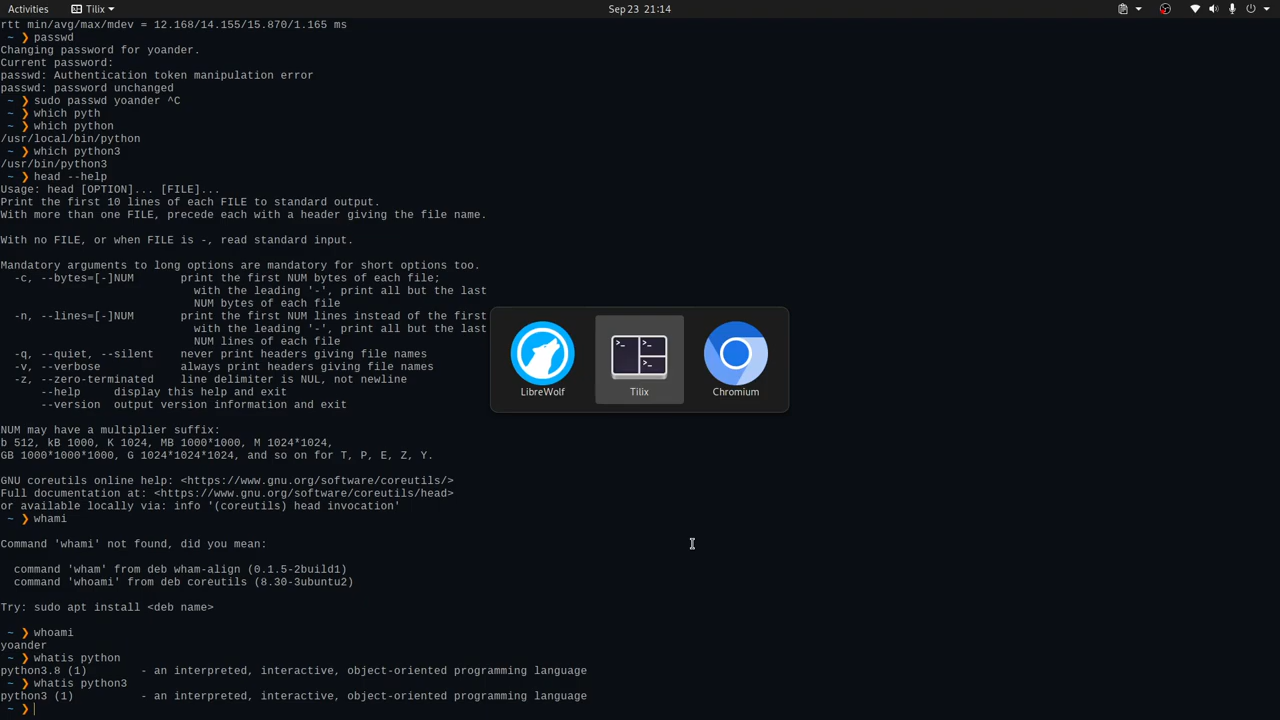 Activities
Tilix
Sep 23 21:14
rtt min/avg/max/mdev = 12.168/14.155/15.870/1.165 ms
~ ❯ passwd
Changing password for yoander.
Current password:
passwd: Authentication token manipulation error
passwd: password unchanged
~ ❯ sudo passwd yoander ^C
~ ❯ which pyth
~ ❯ which python
/usr/local/bin/python
~ ❯ which python3
/usr/bin/python3
~ ❯ head --help
Usage: head [OPTION]... [FILE]...
Print the first 10 lines of each FILE to standard output.
With more than one FILE, precede each with a header giving the file name.
With no FILE, or when FILE is -, read standard input.
Mandatory arguments to long options are mandatory for short options too.
-c, --bytes=[-]NUM print the first NUM bytes of each file;
with the leading '-', print all but the last
NUM bytes of each file
-n, --lines=[-]NUM print the first NUM lines instead of the first
with the leading '-', print all but the last
NUM lines of each file
-q, --quiet, --silent never print headers giving file names
-v, --verbose always print headers giving file names
-z, --zero-terminated line delimiter is NUL, not newline
--help display this help and exit
--version output version information and exit
NUM may have a multiplier suffix:
b 512, kB 1000, K 1024, MB 1000*1000, M 1024*1024,
GB 1000*1000*1000, G 1024*1024*1024, and so on for T, P, E, Z, Y.
GNU coreutils online help: <https://www.gnu.org/software/coreutils/>
Full documentation at: <https://www.gnu.org/software/coreutils/head>
or available locally via: info '(coreutils) head invocation'
~ ❯ whami
Command 'whami' not found, did you mean:
command 'wham' from deb wham-align (0.1.5-2build1)
command 'whoami' from deb coreutils (8.30-3ubuntu2)
Try: sudo apt install <deb name>
~ ❯ whoami
yoander
~ ❯ whatis python
python3.8 (1) - an interpreted, interactive, object-oriented programming language
~ ❯ whatis python3
python3 (1) - an interpreted, interactive, object-oriented programming language
~ ❯
LibreWolf
Tilix
Chromium